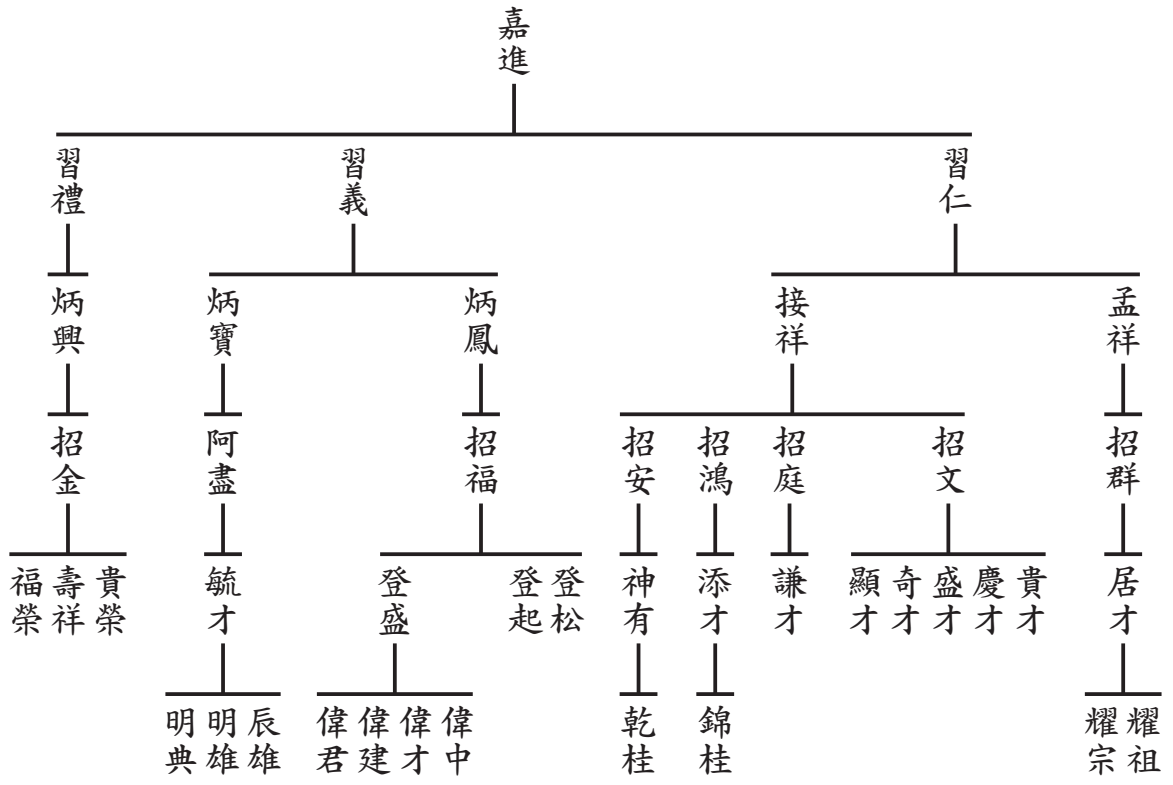 嘉進
習仁
習義
習禮
孟祥
接祥
炳鳳
炳寶
炳興
招群
招文
招庭
招鴻
招安
招福
阿盡
招金
居才
貴才
慶才
盛才
奇才
顯才
謙才
添才
神有
登松
登起
登盛
毓才
貴榮
壽祥
福榮
耀祖
耀宗
錦桂
乾桂
偉中
偉才
偉建
偉君
辰雄
明雄
明典